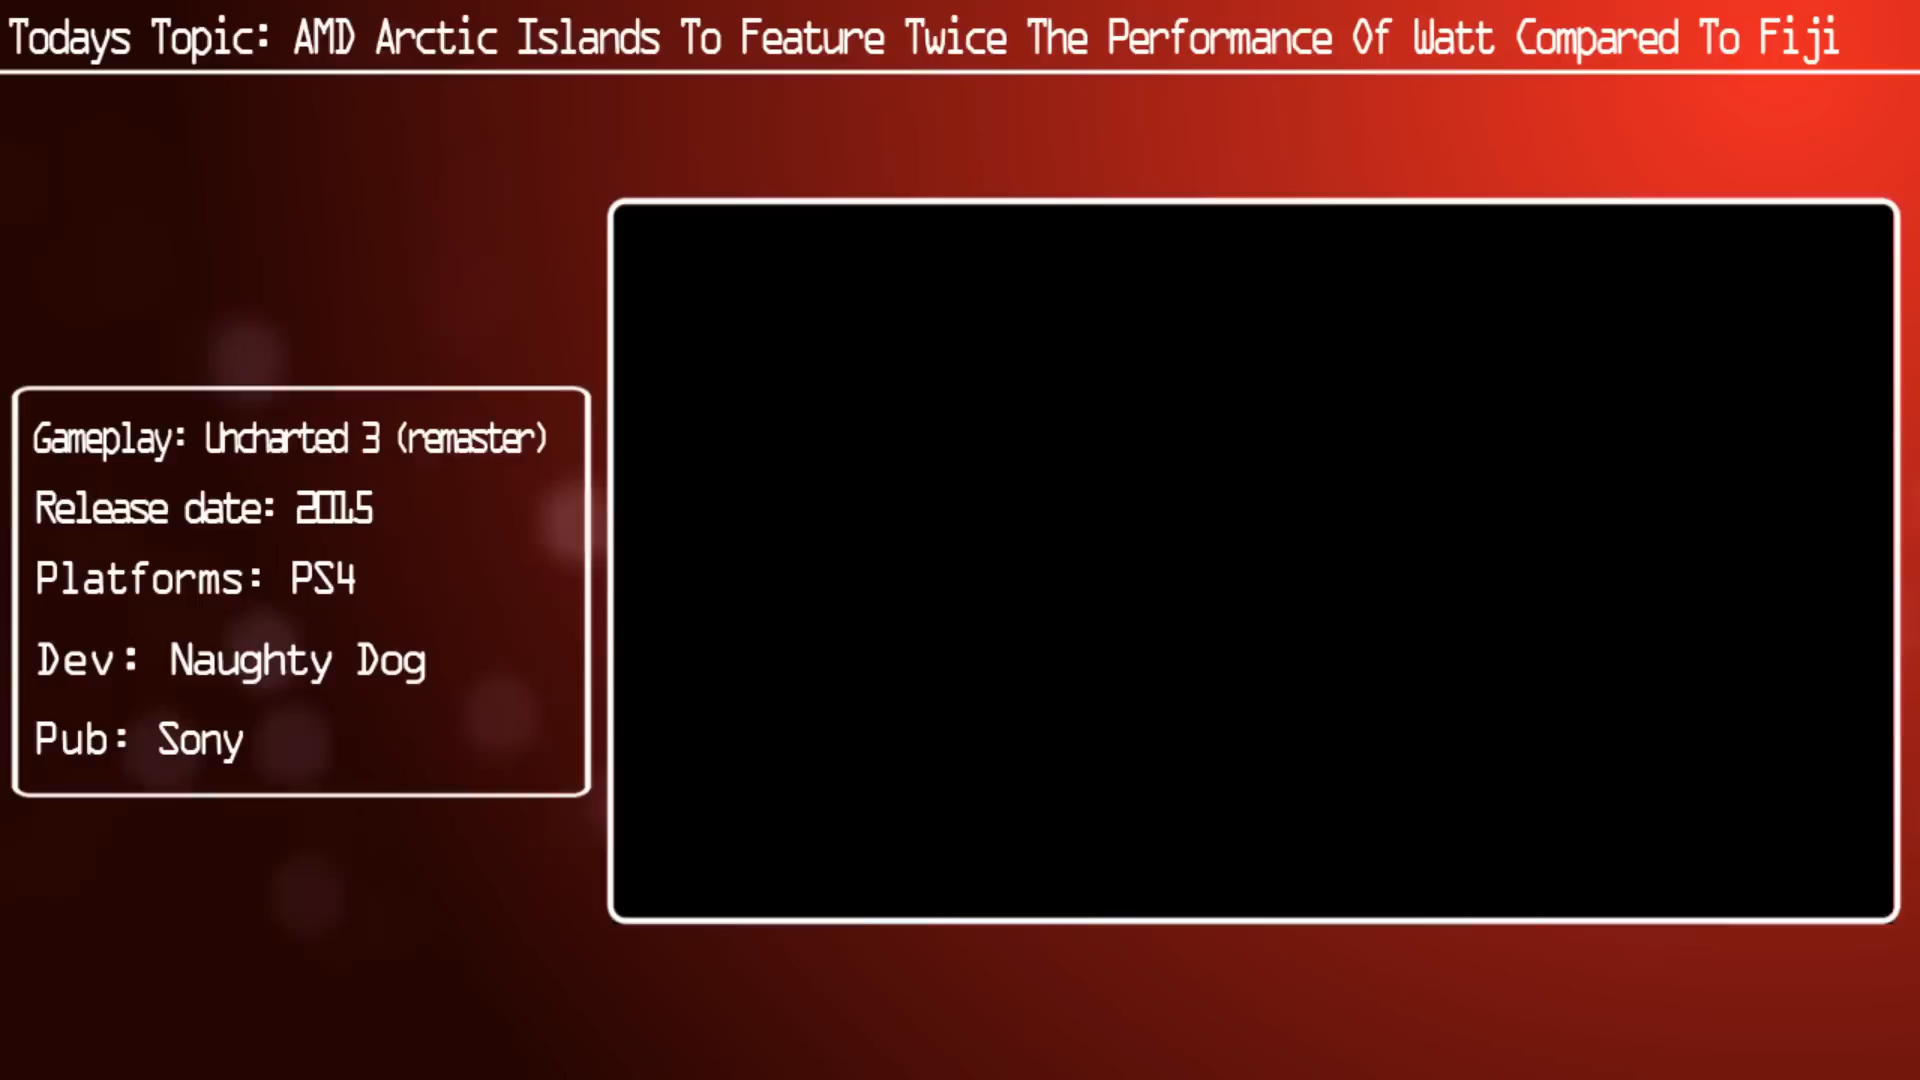 Todays Topic: AMD Arctic Islands To Feature Twice The Performance Of Watt Compared To Fiji
Gameplay: Uncharted 3 (remaster)
Release date: 2015
Platforms: PS4
Dev: Naughty Dog
Pub: Sony